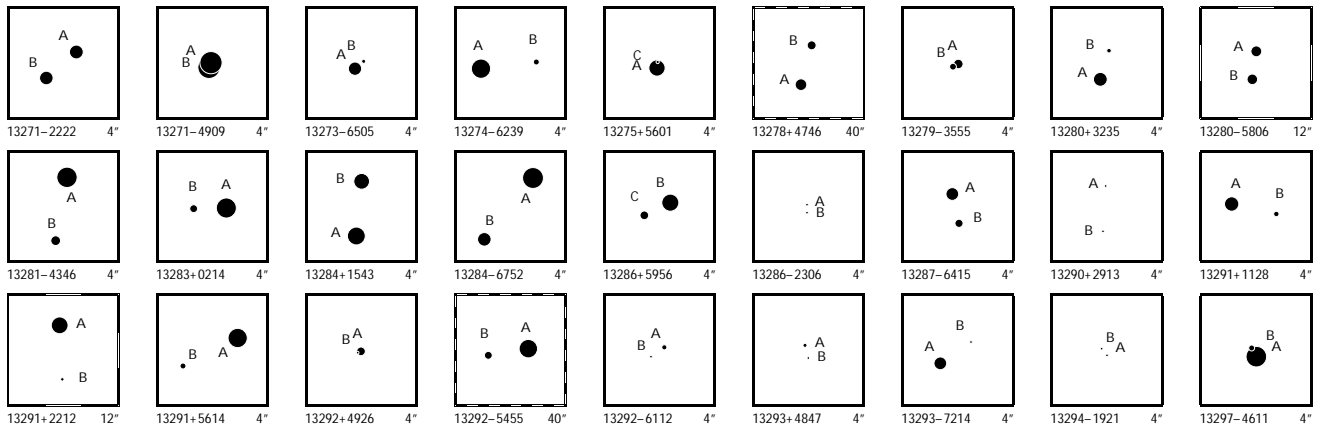 A
B
A
B
B
A
A
B
C
A
B
A
A
B
B
A
A
B
13271−2222 4″ 13271−4909 4″ 13273−6505 4″ 13274−6239 4″ 13275+5601 4″ 13278+4746 40″ 13279−3555 4″ 13280+3235 4″ 13280−5806 12″
A
B
B
A
B
A
A
B
B
C
A
B
A
B
A
B
A
B
13281−4346 4″ 13283+0214 4″ 13284+1543 4″ 13284−6752 4″ 13286+5956 4″ 13286−2306 4″ 13287−6415 4″ 13290+2913 4″ 13291+1128 4″
A
B
B
A
A
B
B
A
A
B
A
B
B
A
B
A
B
A
13291+2212 12″ 13291+5614 4″ 13292+4926 4″ 13292−5455 40″ 13292−6112 4″ 13293+4847 4″ 13293−7214 4″ 13294−1921 4″ 13297−4611 4″